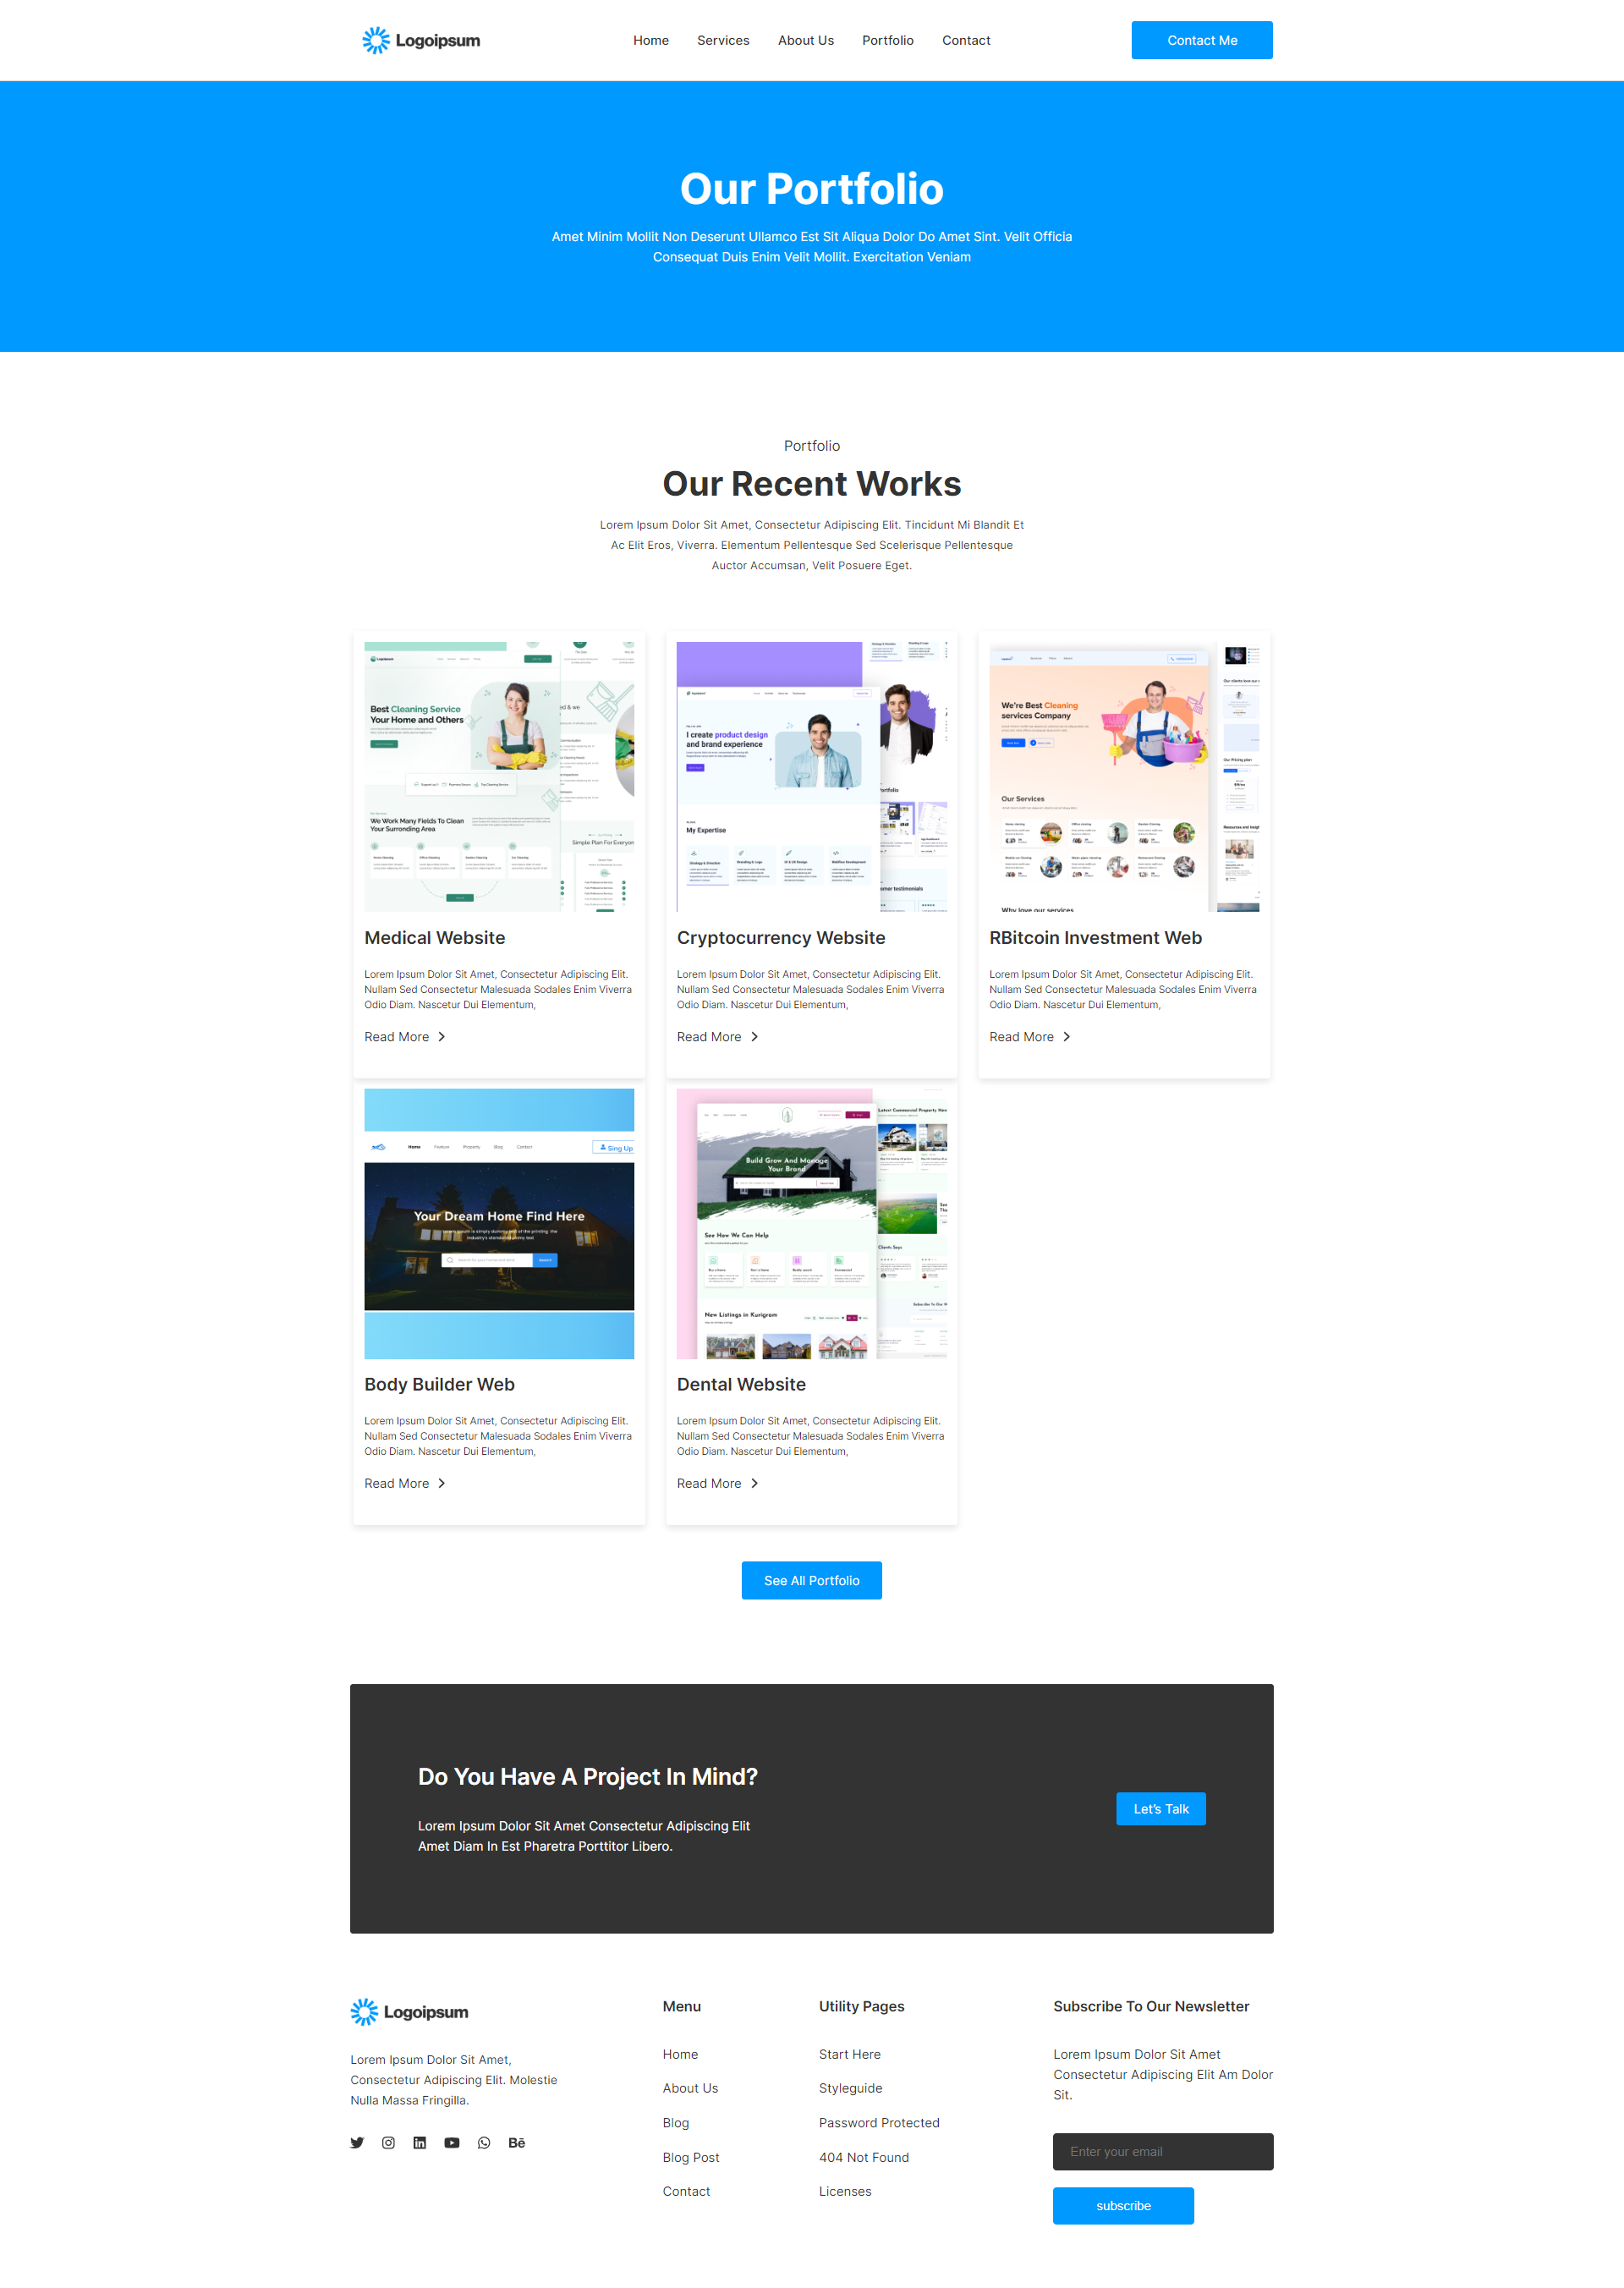 Logoipsum
Home Services About Us Portfolio Contact
Contact Me
Our Portfolio
Amet Minim Mollit Non Deserunt Ullamco Est Sit Aliqua Dolor Do Amet Sint. Velit Officia
Consequat Duis Enim Velit Mollit. Exercitation Veniam
Portfolio
Our Recent Works
Lorem Ipsum Dolor Sit Amet, Consectetur Adipiscing Elit. Tincidunt Mi Blandit Et
Ac Elit Eros, Viverra. Elementum Pellentesque Sed Scelerisque Pellentesque
Auctor Accumsan, Velit Posuere Eget.
Best Cleaning Service
Your Home and Others
We Work Many Fields To Clean
Your Surronding Area
Simple Plan For Everyon
Medical Website
Lorem Ipsum Dolor Sit Amet, Consectetur Adipiscing Elit.
Nullam Sed Consectetur Malesuada Sodales Enim Viverra
Odio Diam. Nascetur Dui Elementum,
Read More
I create product design
and brand experience
My Expertise
Cryptocurrency Website
Lorem Ipsum Dolor Sit Amet, Consectetur Adipiscing Elit.
Nullam Sed Consectetur Malesuada Sodales Enim Viverra
Odio Diam. Nascetur Dui Elementum,
Read More
We're Best Cleaning
services Company
Our Services
Why love our services
RBitcoin Investment Web
Lorem Ipsum Dolor Sit Amet, Consectetur Adipiscing Elit.
Nullam Sed Consectetur Malesuada Sodales Enim Viverra
Odio Diam. Nascetur Dui Elementum,
Read More
Home Feature Property Blog Contact
Sing Up
Your Dream Home Find Here
Body Builder Web
Lorem Ipsum Dolor Sit Amet, Consectetur Adipiscing Elit.
Nullam Sed Consectetur Malesuada Sodales Enim Viverra
Odio Diam. Nascetur Dui Elementum,
Read More
Build Grow And Manage
Your Brand
See How We Can Help
New Listings in Kurigram
Dental Website
Lorem Ipsum Dolor Sit Amet, Consectetur Adipiscing Elit.
Nullam Sed Consectetur Malesuada Sodales Enim Viverra
Odio Diam. Nascetur Dui Elementum,
Read More
See All Portfolio
Do You Have A Project In Mind?
Lorem Ipsum Dolor Sit Amet Consectetur Adipiscing Elit
Amet Diam In Est Pharetra Porttitor Libero.
Let's Talk
Logoipsum
Lorem Ipsum Dolor Sit Amet,
Consectetur Adipiscing Elit. Molestie
Nulla Massa Fringilla.
Bē
Menu
Home
About Us
Blog
Blog Post
Contact
Utility Pages
Start Here
Styleguide
Password Protected
404 Not Found
Licenses
Subscribe To Our Newsletter
Lorem Ipsum Dolor Sit Amet
Consectetur Adipiscing Elit Am Dolor
Sit.
Enter your email
subscribe